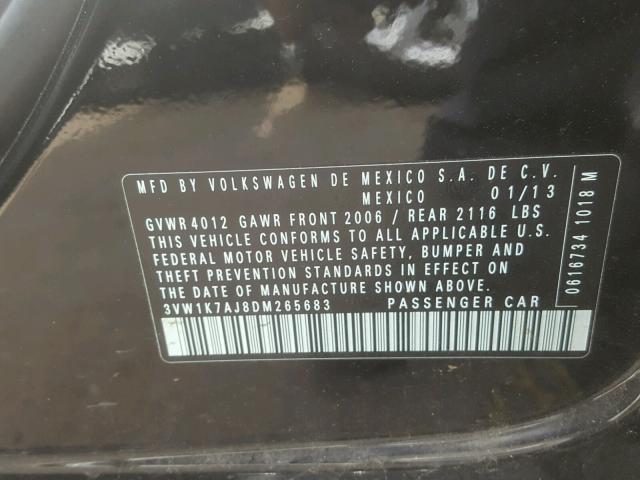 MFD BY VOLKSWAGEN DE MEXICO S.A. DE C.V.
MEXICO 01/13
GVWR 4012 GAWR FRONT 2006 / REAR 2116 LBS
THIS VEHICLE CONFORMS TO ALL APPLICABLE U.S.
FEDERAL MOTOR VEHICLE SAFETY, BUMPER AND
THEFT PREVENTION STANDARDS IN EFFECT ON
THE DATE OF MANUFACTURE SHOWN ABOVE.
3VW1K7AJ8DM265683 PASSENGER CAR
0616734 1018 M